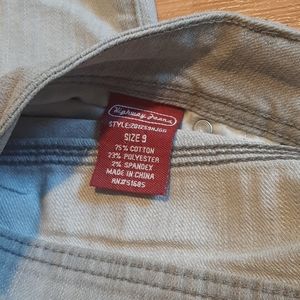 Highway Jeans
SIZE 9
75% COTTON
23% POLYESTER
2% SPANDEX
MADE IN CHINA
RN#51685